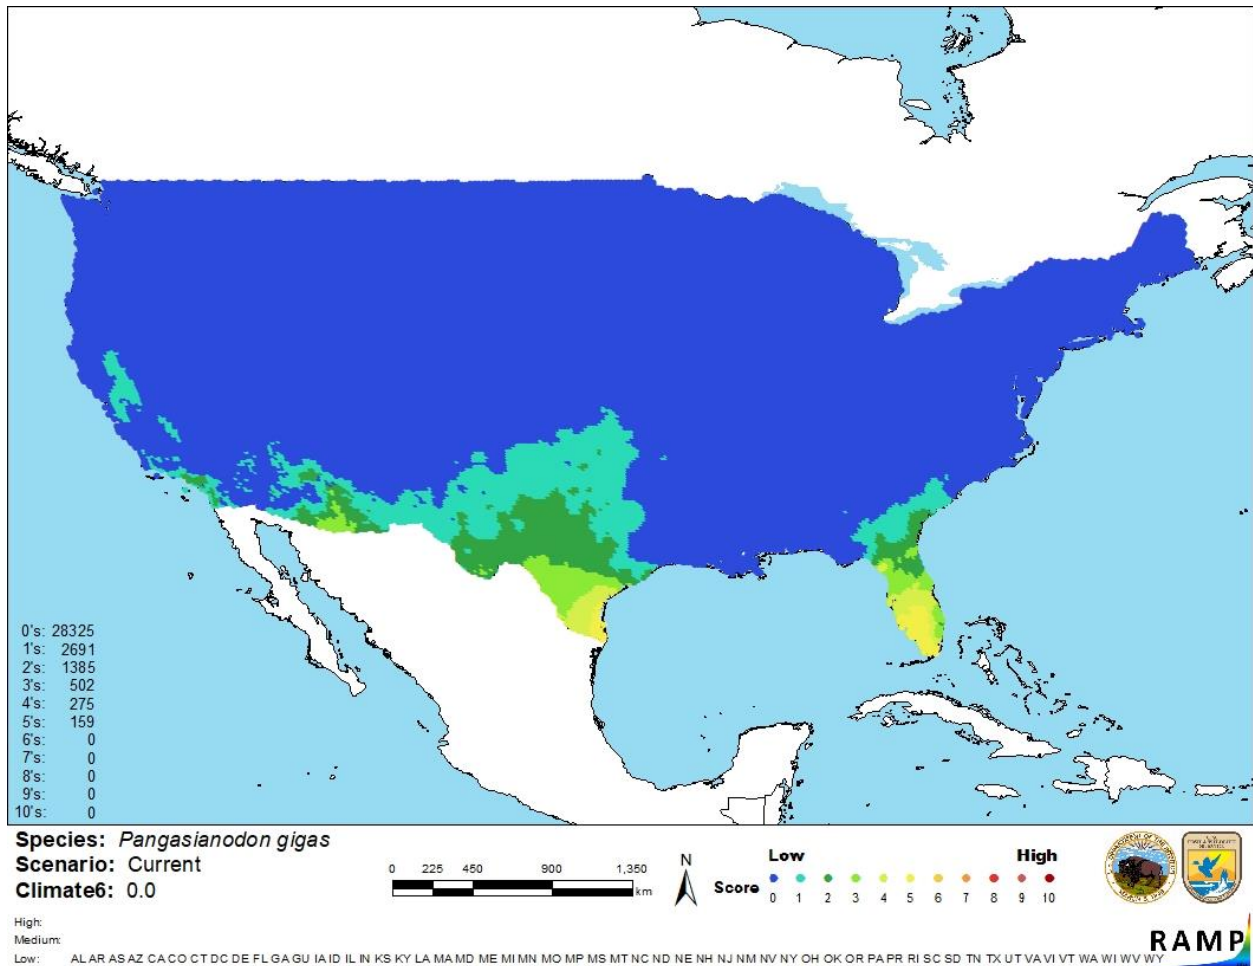 0's: 28325
1's: 2691
2's: 1385
3's: 502
4's: 275
5's: 159
6's: 0
7's: 0
8's: 0
9's: 0
10's: 0
Species: Pangasianodon gigas
Scenario: Current
Climate6: 0.0
0 225 450 900 1,350
km
N
Low High
Score 0 1 2 3 4 5 6 7 8 9 10
High:
Medium:
Low: AL AR AS AZ CA CO CT DC DE FL GA GU IA ID IL IN KS KY LA MA MD ME MI MN MO MP MS MT NC ND NE NH NJ NM NV NY OH OK OR PA PR RI SC SD TN TX UT VA VI VT WA WI WV WY
RAMP